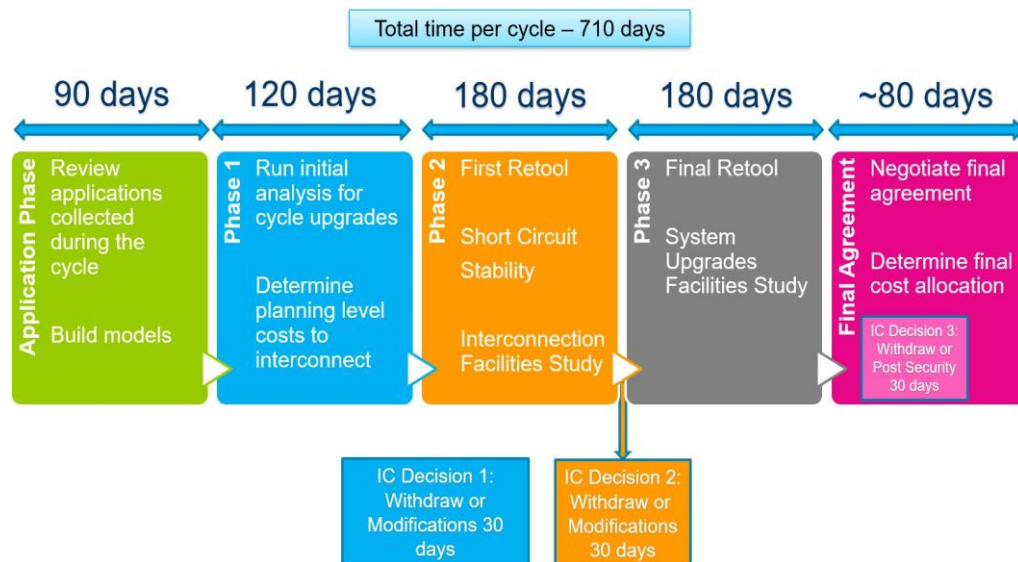 Total time per cycle – 710 days
90 days
120 days
180 days
180 days
~80 days
Application Phase
Review
applications
collected
during the
cycle
Build models
Phase 1
Run initial
analysis for
cycle upgrades
Determine
planning level
costs to
interconnect
Phase 2
First Retool
Short Circuit
Stability
Interconnection
Facilities Study
Phase 3
Final Retool
System
Upgrades
Facilities Study
Final Agreement
Negotiate final
agreement
Determine final
cost allocation
IC Decision 3:
Withdraw or
Post Security
30 days
IC Decision 1:
Withdraw or
Modifications 30
days
IC Decision 2:
Withdraw or
Modifications
30 days